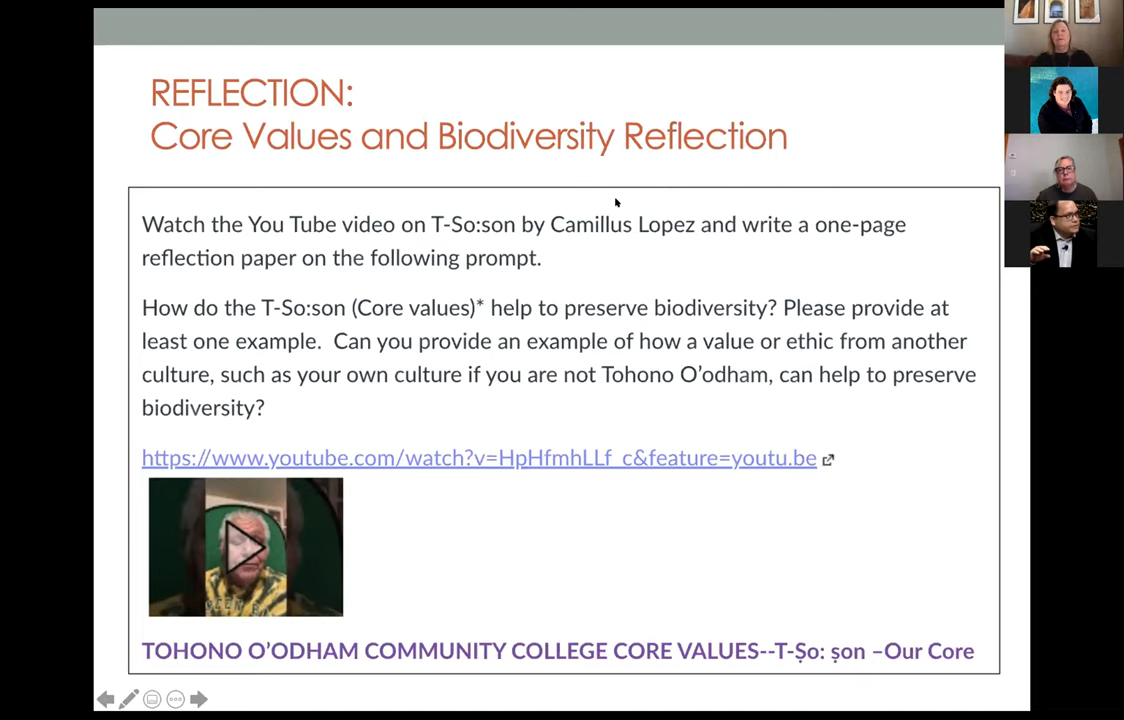 REFLECTION:
Core Values and Biodiversity Reflection
Watch the You Tube video on T-So:son by Camillus Lopez and write a one-page
reflection paper on the following prompt.
How do the T-So:son (Core values)* help to preserve biodiversity? Please provide at
least one example.  Can you provide an example of how a value or ethic from another
culture, such as your own culture if you are not Tohono O’odham, can help to preserve
biodiversity?
https://www.youtube.com/watch?v=HpHfmhLLf_c&feature=youtu.be
TOHONO O’ODHAM COMMUNITY COLLEGE CORE VALUES--T-Ṣo: ṣon –Our Core